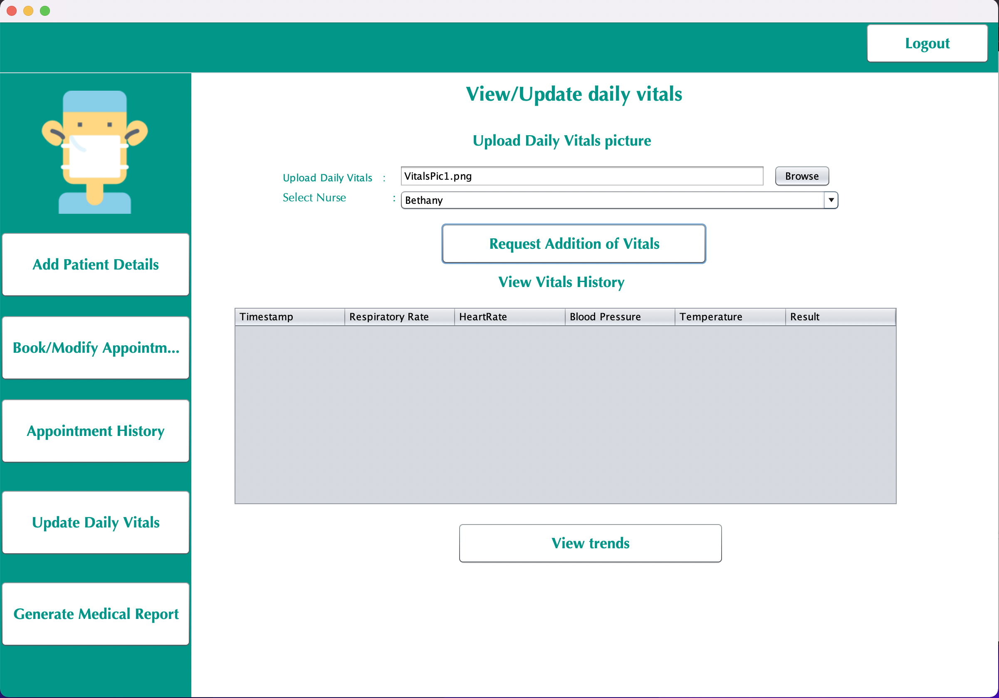 Logout
View/Update daily vitals
Upload Daily Vitals picture
Upload Daily Vitals : VitalsPic1.png Browse
Select Nurse : Bethany
Request Addition of Vitals
View Vitals History
Timestamp Respiratory Rate HeartRate Blood Pressure Temperature Result
View trends
Add Patient Details
Book/Modify Appointm...
Appointment History
Update Daily Vitals
Generate Medical Report